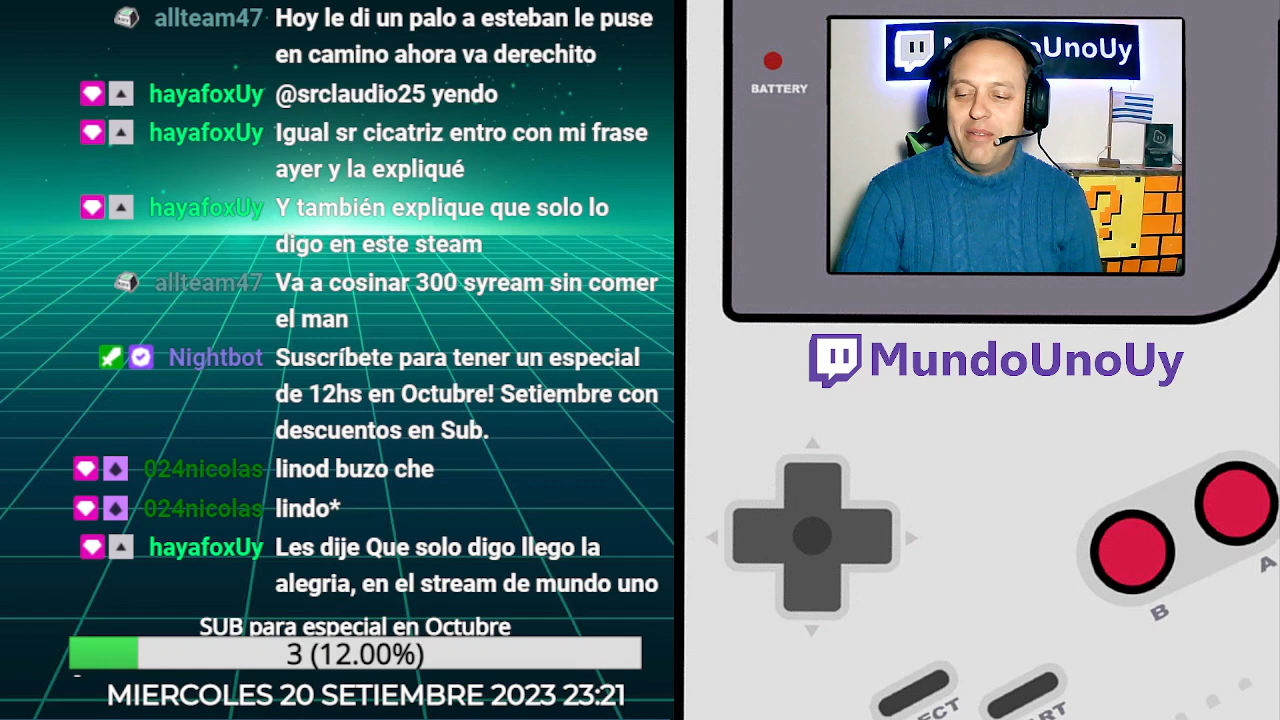 allteam47 Hoy le di un palo a esteban le puse
en camino ahora va derechito
hayafoxUy @srclaudio25 yendo
hayafoxUy Igual sr cicatriz entro con mi frase
ayer y la expliqué
hayafoxUy Y también explique que solo lo
digo en este steam
allteam47 Va a cosinar 300 syream sin comer
el man
Nightbot Suscríbete para tener un especial
de 12hs en Octubre! Setiembre con
descuentos en Sub.
024nicolas linod buzo che
024nicolas lindo*
hayafoxUy Les dije Que solo digo llego la
alegria, en el stream de mundo uno
SUB para especial en Octubre
3 (12.00%)
MIERCOLES 20 SETIEMBRE 2023 23:21
BATTERY
UnoUy
MundoUnoUy
A
B